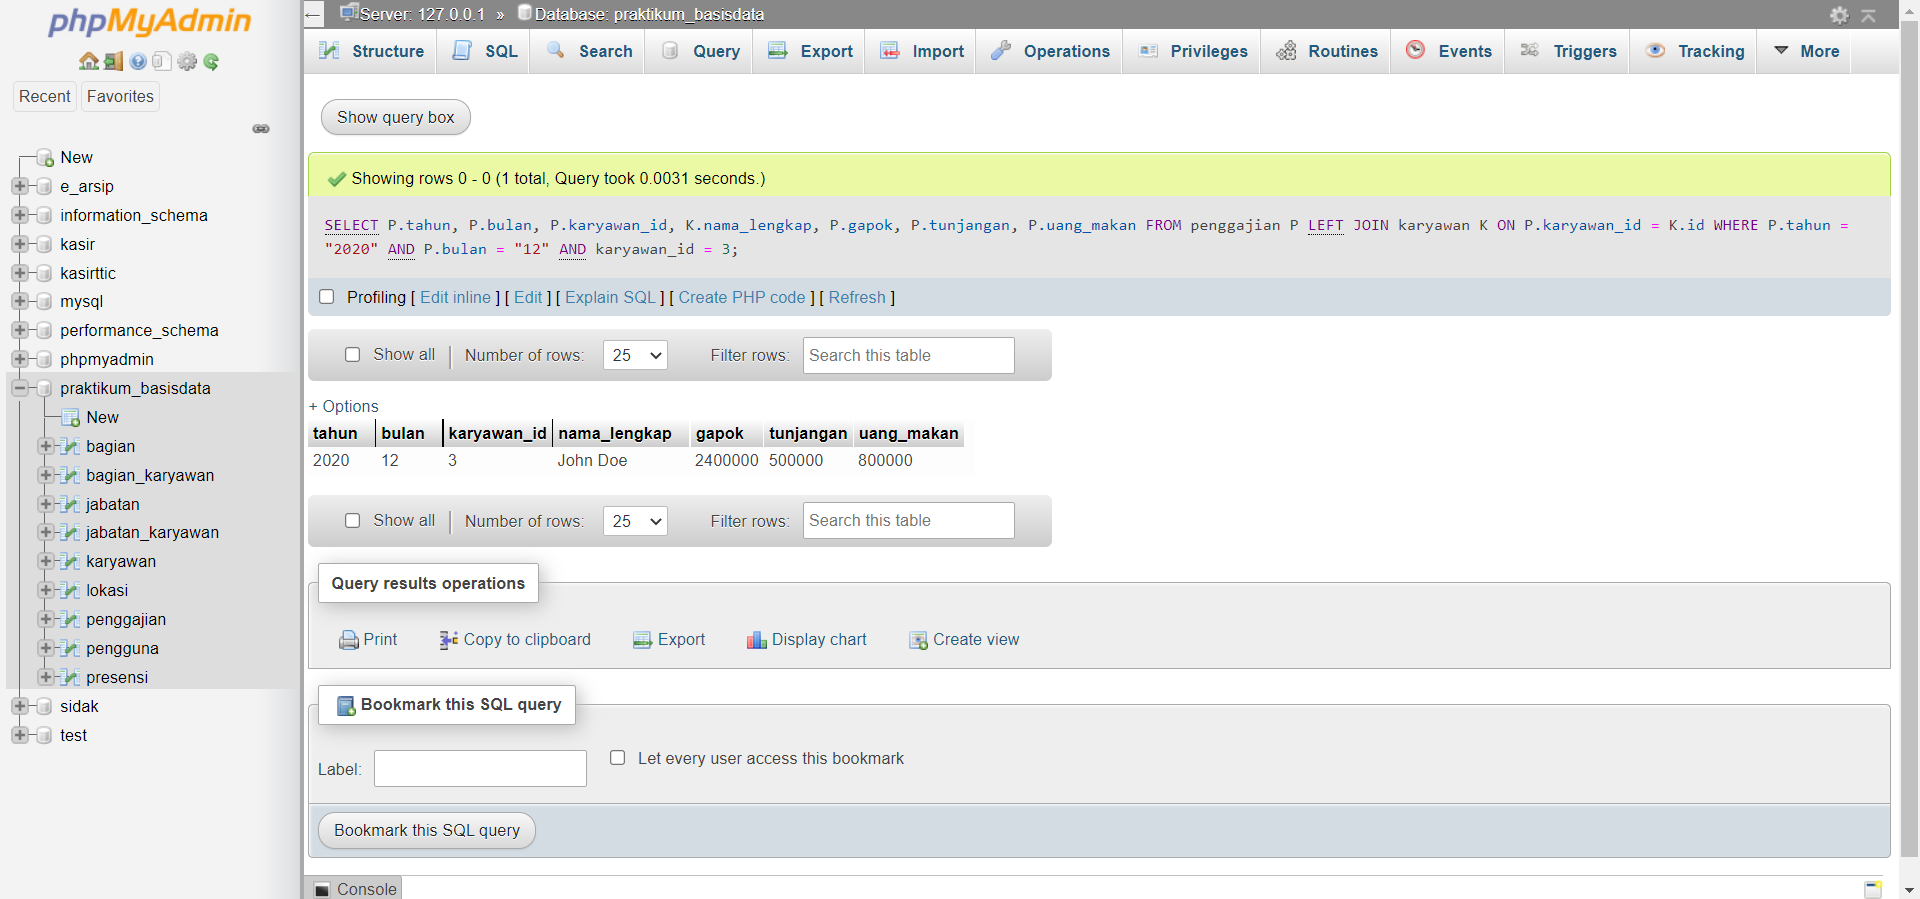 phpMyAdmin
Recent Favorites
New
e_arsip
information_schema
kasir
kasirttic
mysql
performance_schema
phpmyadmin
praktikum_basisdata
New
bagian
bagian_karyawan
jabatan
jabatan_karyawan
karyawan
lokasi
penggajian
pengguna
presensi
sidak
test
Server: 127.0.0.1 » Database: praktikum_basisdata
Structure SQL Search Query Export Import Operations Privileges Routines Events Triggers Tracking More
Show query box
Showing rows 0 - 0 (1 total, Query took 0.0031 seconds.)
SELECT P.tahun, P.bulan, P.karyawan_id, K.nama_lengkap, P.gapok, P.tunjangan, P.uang_makan FROM penggajian P LEFT JOIN karyawan K ON P.karyawan_id = K.id WHERE P.tahun =
"2020" AND P.bulan = "12" AND karyawan_id = 3;
Profiling [ Edit inline ] [ Edit ] [ Explain SQL ] [ Create PHP code ] [ Refresh ]
Show all Number of rows: 25 Filter rows: Search this table
+ Options
tahun bulan karyawan_id nama_lengkap gapok tunjangan uang_makan
2020 12 3 John Doe 2400000 500000 800000
Show all Number of rows: 25 Filter rows: Search this table
Query results operations
Print Copy to clipboard Export Display chart Create view
Bookmark this SQL query
Label: Let every user access this bookmark
Bookmark this SQL query
Console